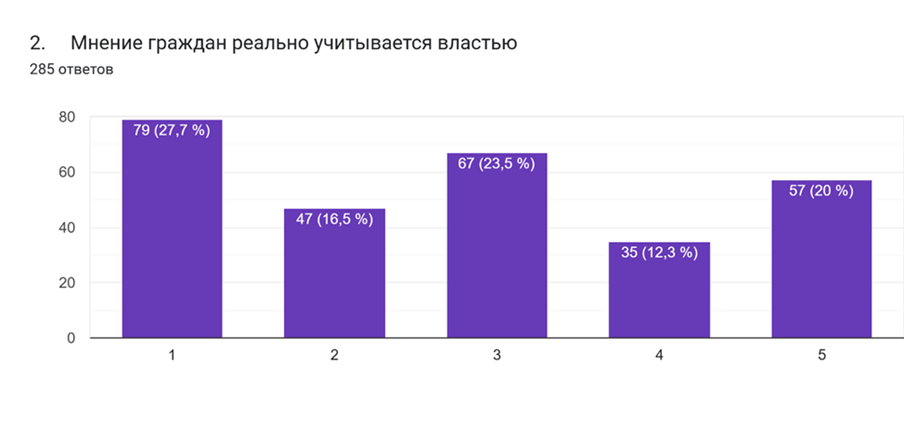 2. Мнение граждан реально учитывается властью
285 ответов
80
60
40
20
0
79 (27,7 %)
47 (16,5 %)
67 (23,5 %)
35 (12,3 %)
57 (20 %)
1
2
3
4
5